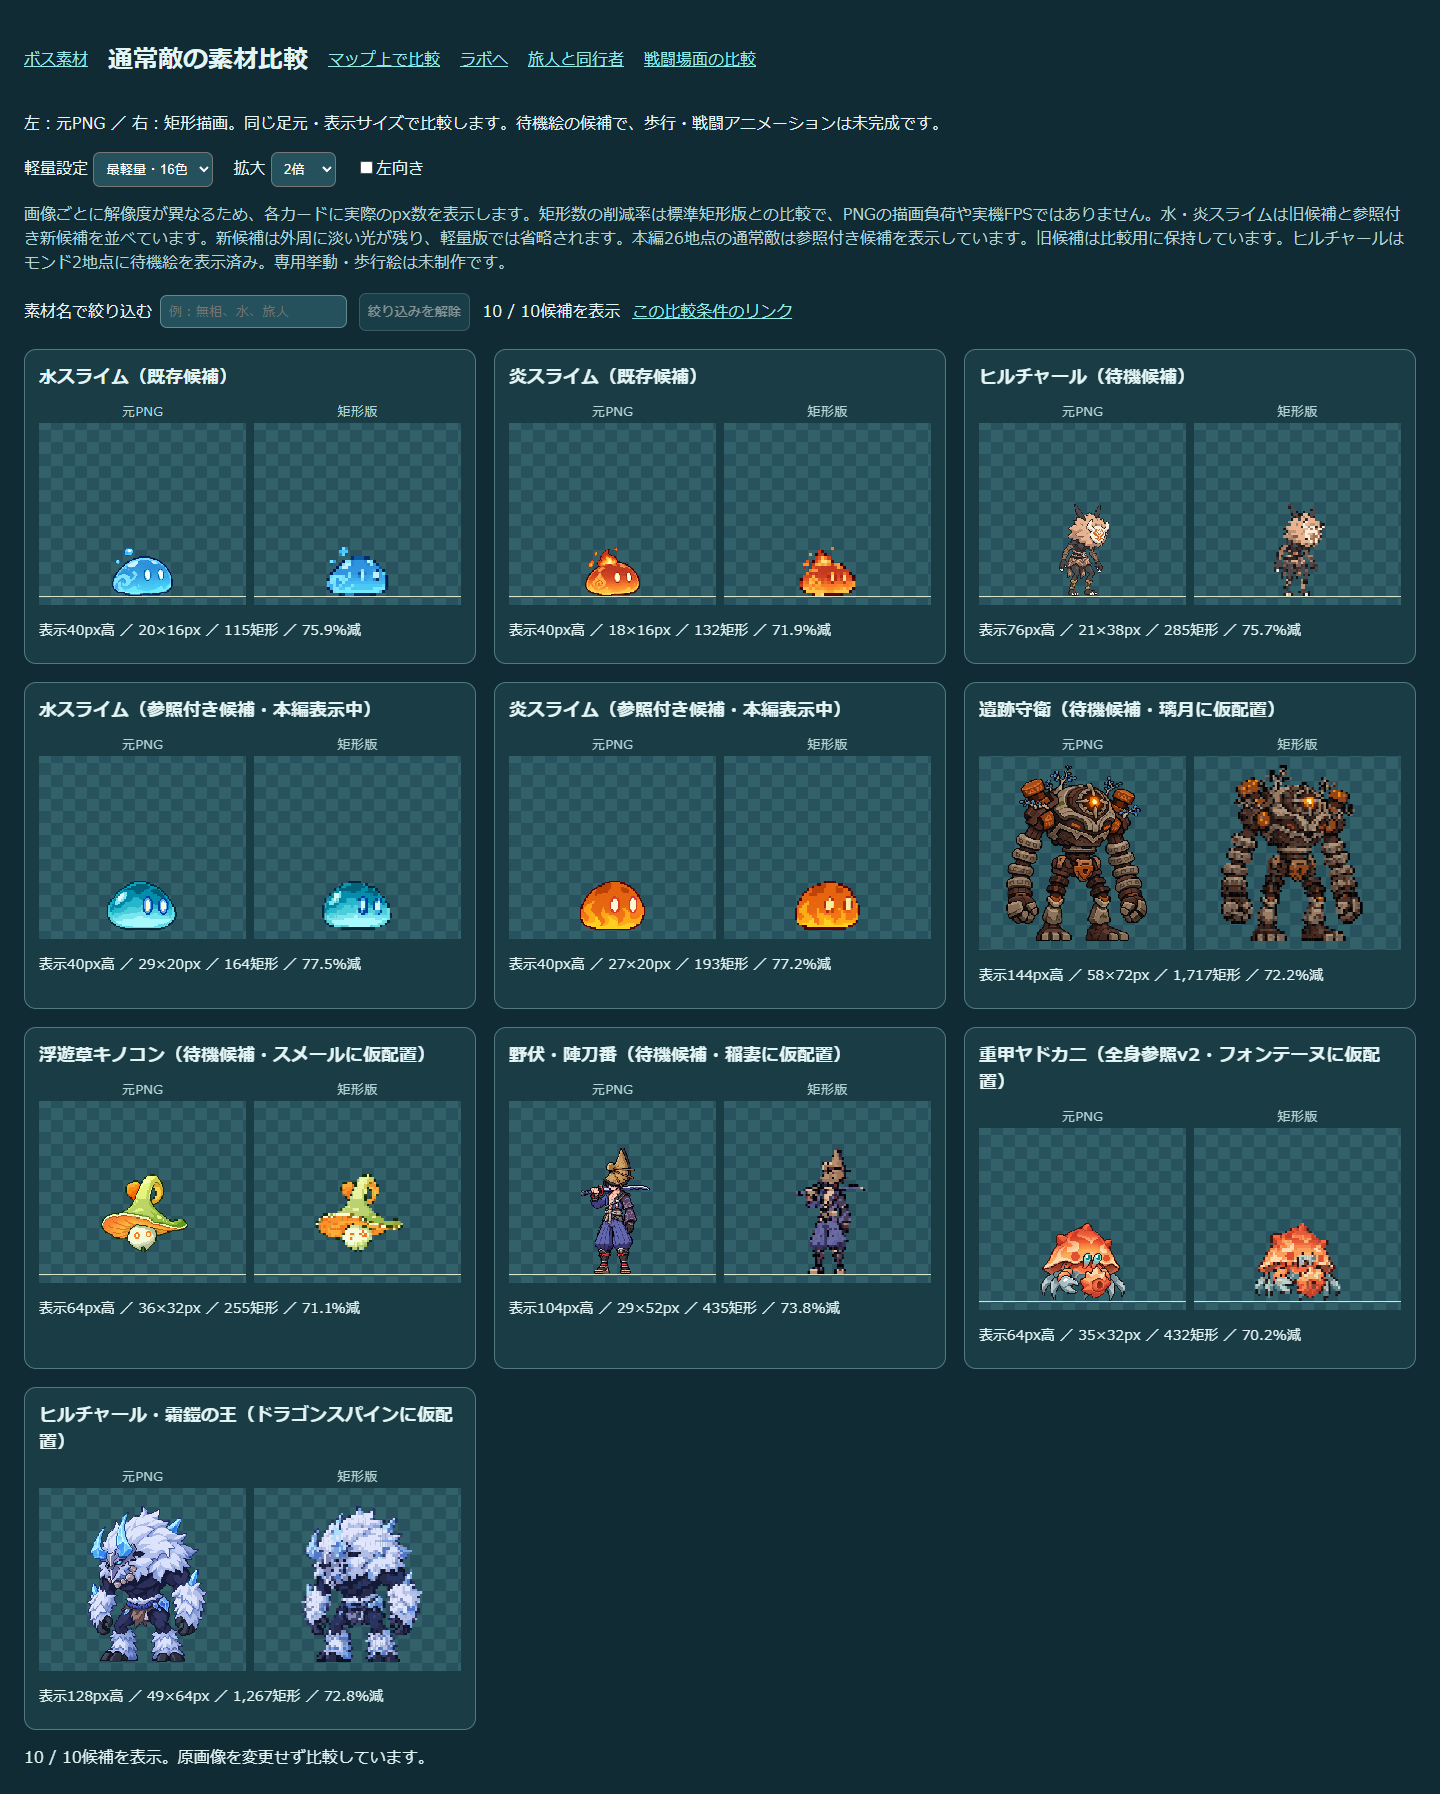 ボス素材 通常敵の素材比較 マップ上で比較 ラボへ 旅人と同行者 戦闘場面の比較
左：元PNG ／ 右：矩形描画。同じ足元・表示サイズで比較します。待機絵の候補で、歩行・戦闘アニメーションは未完成です。
軽量設定 最軽量・16色 拡大 2倍 左向き
画像ごとに解像度が異なるため、各カードに実際のpx数を表示します。矩形数の削減率は標準矩形版との比較で、PNGの描画負荷や実機FPSではありません。水・炎スライムは旧候補と参照付
き新候補を並べています。新候補は外周に淡い光が残り、軽量版では省略されます。本編26地点の通常敵は参照付き候補を表示しています。旧候補は比較用に保持しています。ヒルチャールは
モンド2地点に待機絵を表示済み。専用挙動・歩行絵は未制作です。
素材名で絞り込む 例：無相、水、旅人 絞り込みを解除 10 / 10候補を表示 この比較条件のリンク
水スライム（既存候補）
元PNG 矩形版
表示40px高 ／ 20×16px ／ 115矩形 ／ 75.9%減
炎スライム（既存候補）
元PNG 矩形版
表示40px高 ／ 18×16px ／ 132矩形 ／ 71.9%減
ヒルチャール（待機候補）
元PNG 矩形版
表示76px高 ／ 21×38px ／ 285矩形 ／ 75.7%減
水スライム（参照付き候補・本編表示中）
元PNG 矩形版
表示40px高 ／ 29×20px ／ 164矩形 ／ 77.5%減
炎スライム（参照付き候補・本編表示中）
元PNG 矩形版
表示40px高 ／ 27×20px ／ 193矩形 ／ 77.2%減
遺跡守衛（待機候補・璃月に仮配置）
元PNG 矩形版
表示144px高 ／ 58×72px ／ 1,717矩形 ／ 72.2%減
浮遊草キノコン（待機候補・スメールに仮配置）
元PNG 矩形版
表示64px高 ／ 36×32px ／ 255矩形 ／ 71.1%減
野伏・陣刀番（待機候補・稲妻に仮配置）
元PNG 矩形版
表示104px高 ／ 29×52px ／ 435矩形 ／ 73.8%減
重甲ヤドカニ（全身参照v2・フォンテーヌに仮配
置）
元PNG 矩形版
表示64px高 ／ 35×32px ／ 432矩形 ／ 70.2%減
ヒルチャール・霜鎧の王（ドラゴンスパインに仮配
置）
元PNG 矩形版
表示128px高 ／ 49×64px ／ 1,267矩形 ／ 72.8%減
10 / 10候補を表示。原画像を変更せず比較しています。